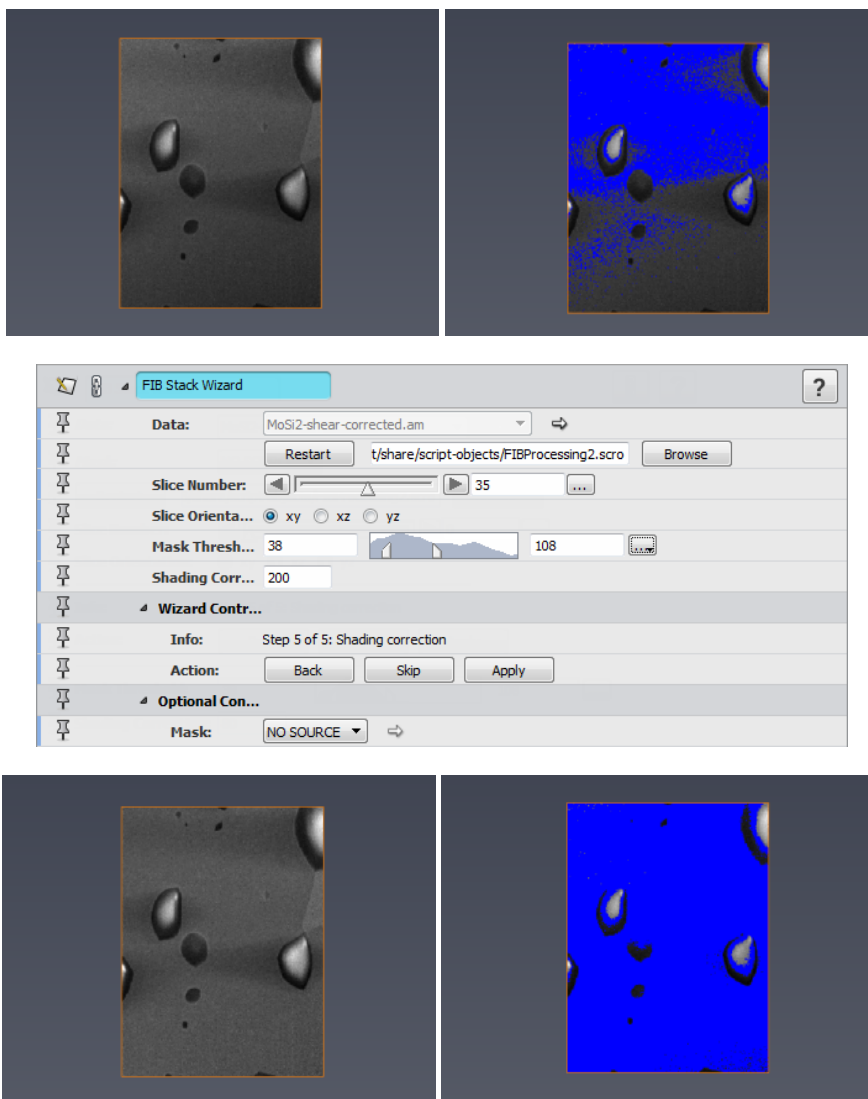 FIB Stack Wizard ?
Data: MoSi2-shear-corrected.am
Restart t/share/script-objects/FIBProcessing2.scro Browse
Slice Number: 35 ...
Slice Orienta... xy xz yz
Mask Thresh... 38 108 ...
Shading Corr... 200
Wizard Contr...
Info: Step 5 of 5: Shading correction
Action: Back Skip Apply
Optional Con...
Mask: NO SOURCE